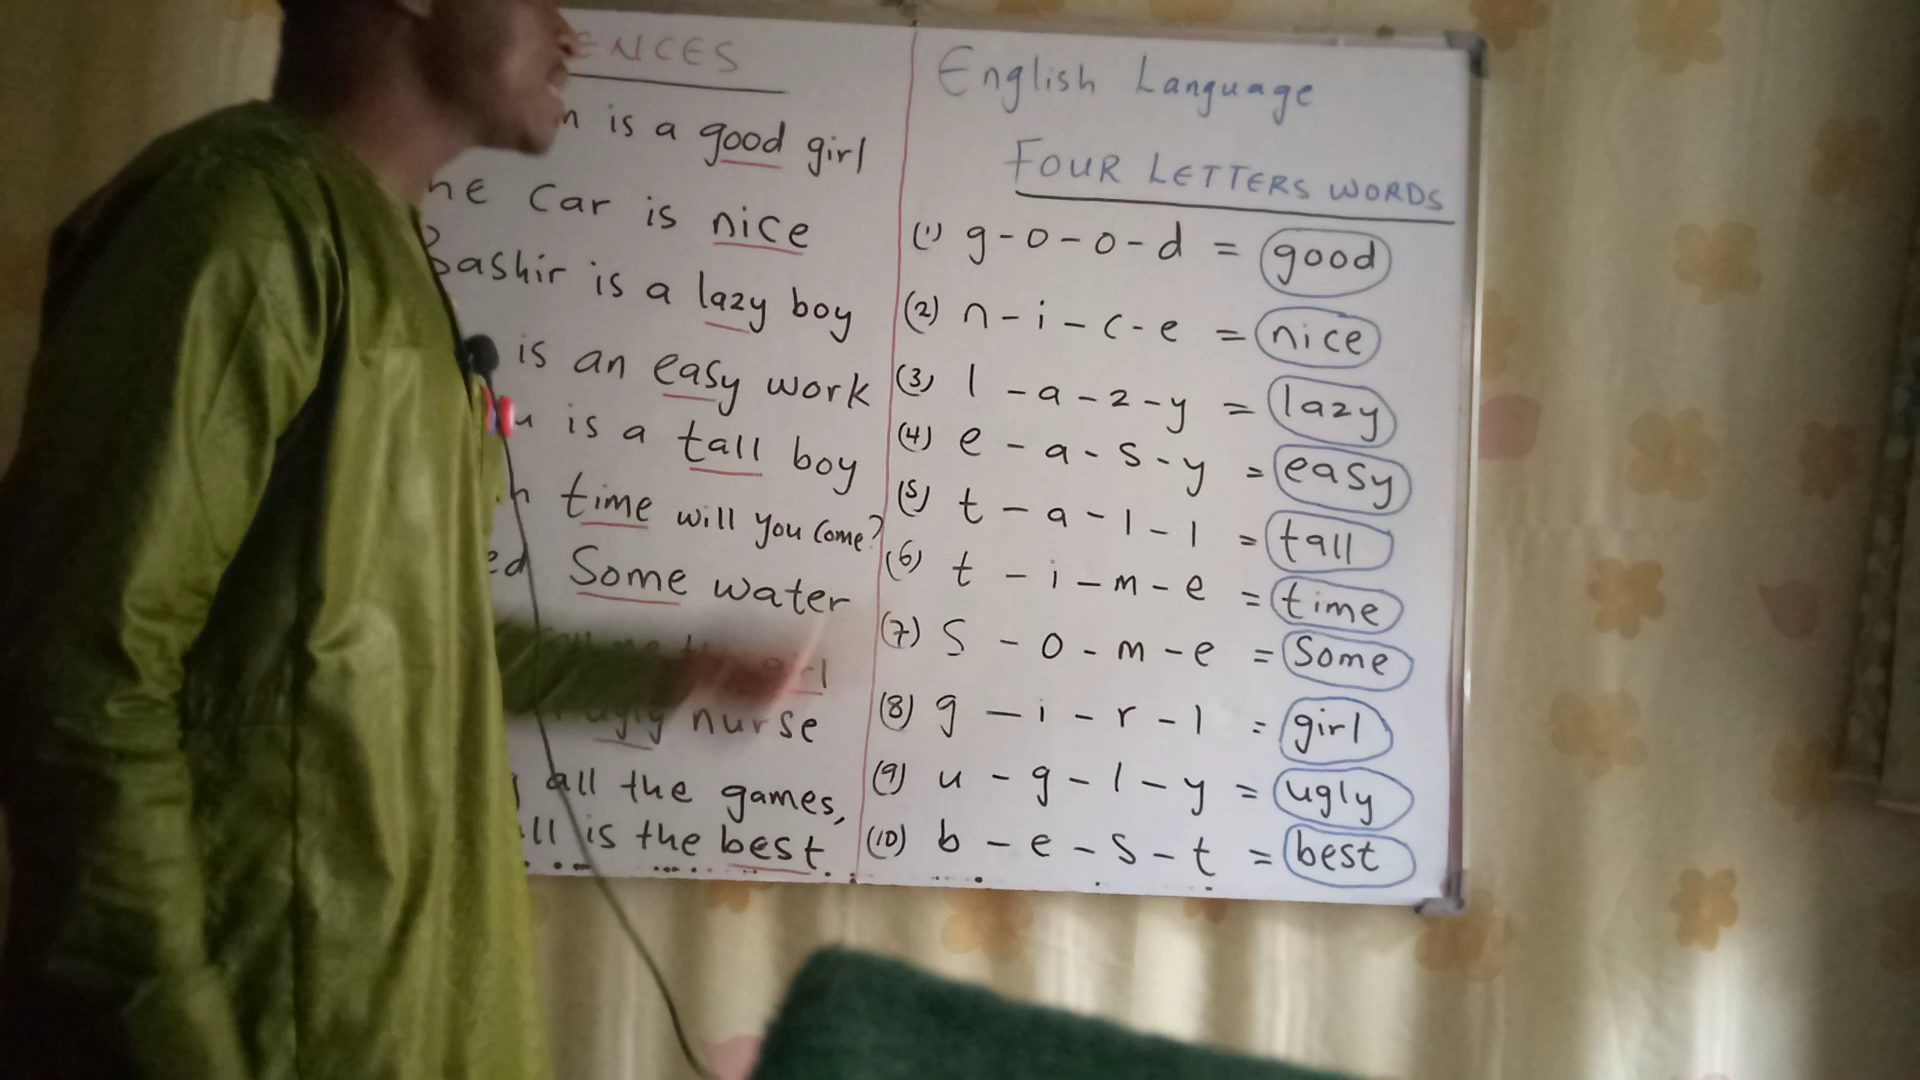 ENCES
is a good girl
car is nice
Bashir is a lazy boy
is an easy work
is a tall boy
time will you come?
Some water
ugly nurse
all the games,
is the best
English Language
FOUR LETTERS WORDS
(1) g-o-o-d = good
(2) n-i-c-e = nice
(3) l-a-z-y = lazy
(4) e-a-s-y = easy
(5) t-a-l-l = tall
(6) t-i-m-e = time
(7) S-o-m-e = Some
(8) g-i-r-l = girl
(9) u-g-l-y = ugly
(10) b-e-s-t = best